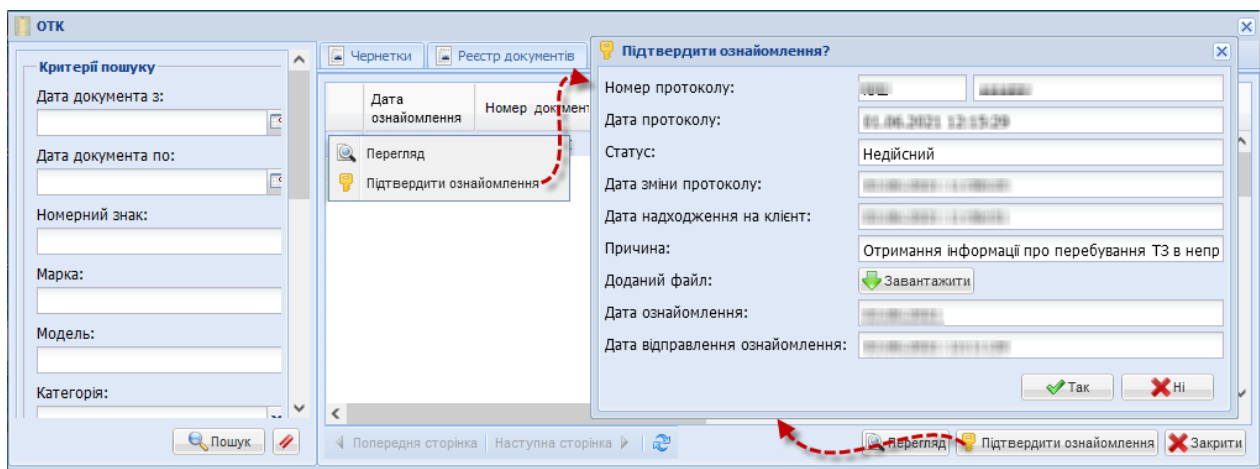 ОТК
Критерії пошуку
Дата документа з:
Дата документа по:
Номерний знак:
Марка:
Модель:
Категорія:
Пошук
Чернетки
Реєстр документів
Дата
ознайомлення
Номер документ
Перегляд
Підтвердити ознайомлення
Підтвердити ознайомлення?
Номер протоколу:
Дата протоколу: 01.06.2021 12:15:29
Статус: Недійсний
Дата зміни протоколу:
Дата надходження на клієнт:
Причина: Отримання інформації про перебування ТЗ в непр
Доданий файл: Завантажити
Дата ознайомлення:
Дата відправлення ознайомлення:
Так Ні
Попередня сторінка Наступна сторінка
Перегляд Підтвердити ознайомлення Закрити